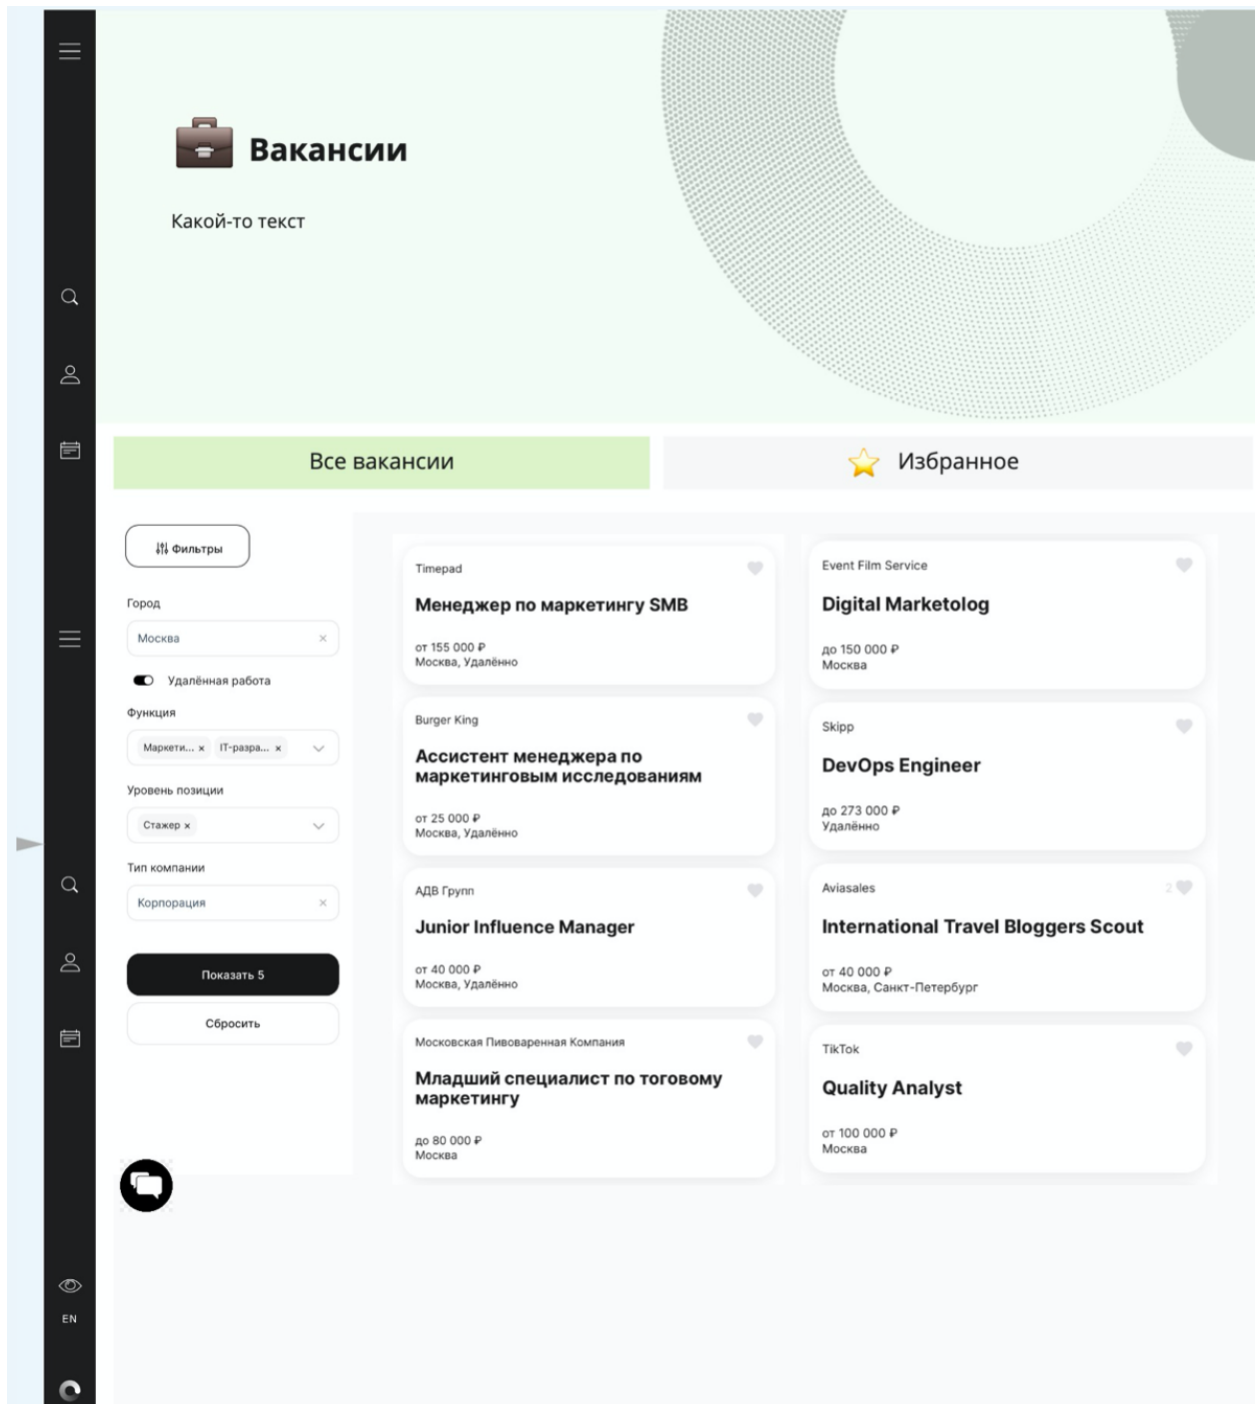 Вакансии
Какой-то текст
Все вакансии
Избранное
Фильтры
Город
Москва
Удалённая работа
Функция
Маркети... × IT-разра... ×
Уровень позиции
Стажер ×
Тип компании
Корпорация
Показать 5
Сбросить
Timepad
Менеджер по маркетингу SMB
от 155 000 ₽
Москва, Удалённо
Burger King
Ассистент менеджера по
маркетинговым исследованиям
от 25 000 ₽
Москва, Удалённо
АДВ Групп
Junior Influence Manager
от 40 000 ₽
Москва, Удалённо
Московская Пивоваренная Компания
Младший специалист по тоговому
маркетингу
до 80 000 ₽
Москва
Event Film Service
Digital Marketolog
до 150 000 ₽
Москва
Skipp
DevOps Engineer
до 273 000 ₽
Удалённо
Aviasales
2
International Travel Bloggers Scout
от 40 000 ₽
Москва, Санкт-Петербург
TikTok
Quality Analyst
от 100 000 ₽
Москва
EN